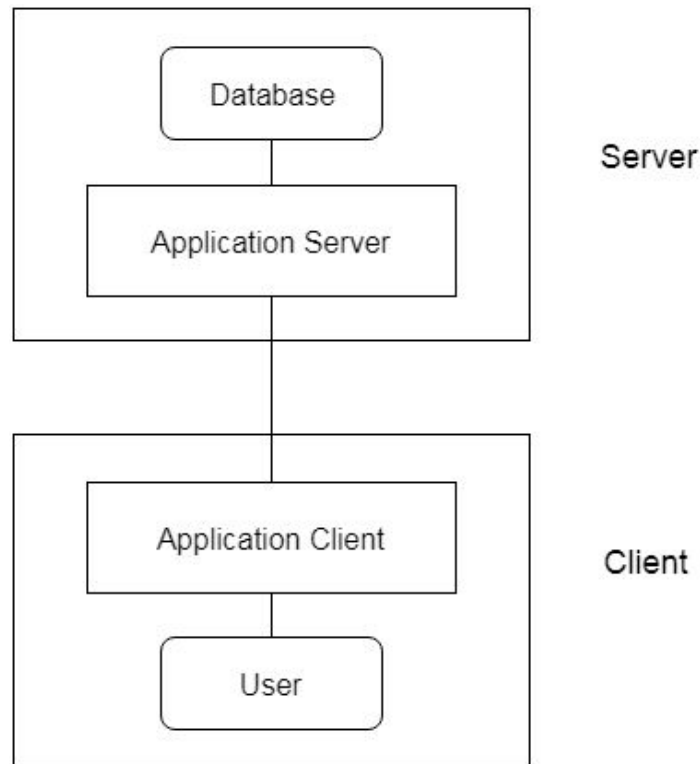 Database
Server
Application Server
Application Client
Client
User